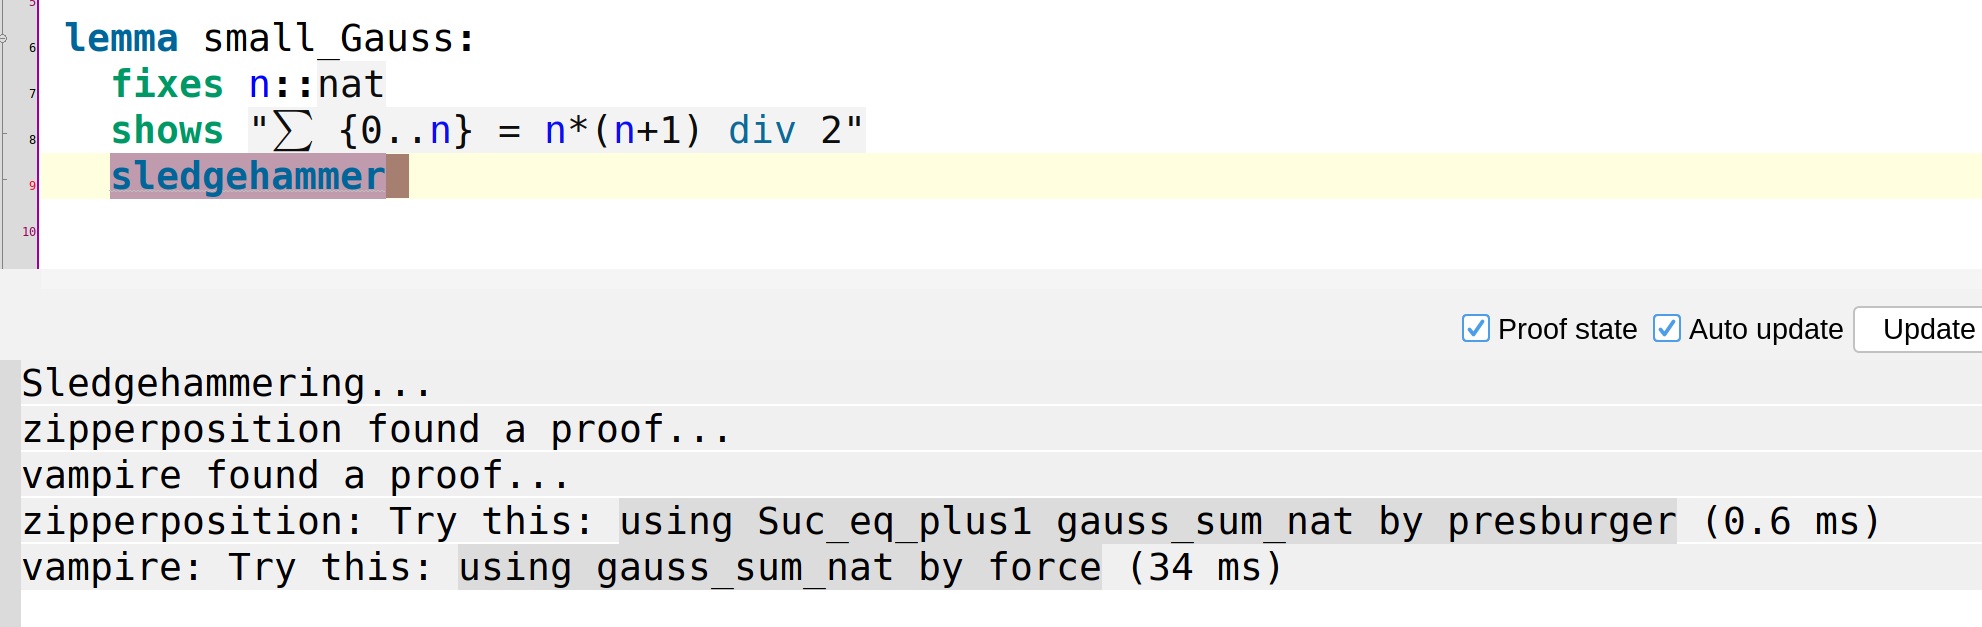 5
6 lemma small_Gauss:
7 fixes n::nat
8 shows "∑ {0..n} = n*(n+1) div 2"
9 sledgehammer
10
Proof state Auto update Update
Sledgehammering...
zipperposition found a proof...
vampire found a proof...
zipperposition: Try this: using Suc_eq_plus1 gauss_sum_nat by presburger (0.6 ms)
vampire: Try this: using gauss_sum_nat by force (34 ms)